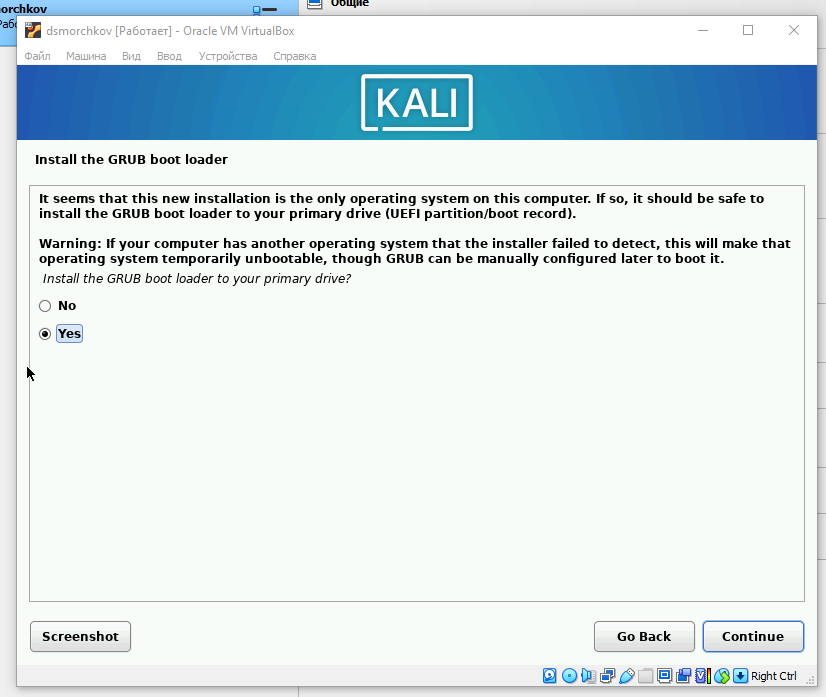 orchkov
Общие
dsmorchkov [Работает] - Oracle VM VirtualBox
Файл Машина Вид Ввод Устройства Справка
KALI
Install the GRUB boot loader
It seems that this new installation is the only operating system on this computer. If so, it should be safe to
install the GRUB boot loader to your primary drive (UEFI partition/boot record).
Warning: If your computer has another operating system that the installer failed to detect, this will make that
operating system temporarily unbootable, though GRUB can be manually configured later to boot it.
Install the GRUB boot loader to your primary drive?
No
Yes
Screenshot
Go Back
Continue
Right Ctrl